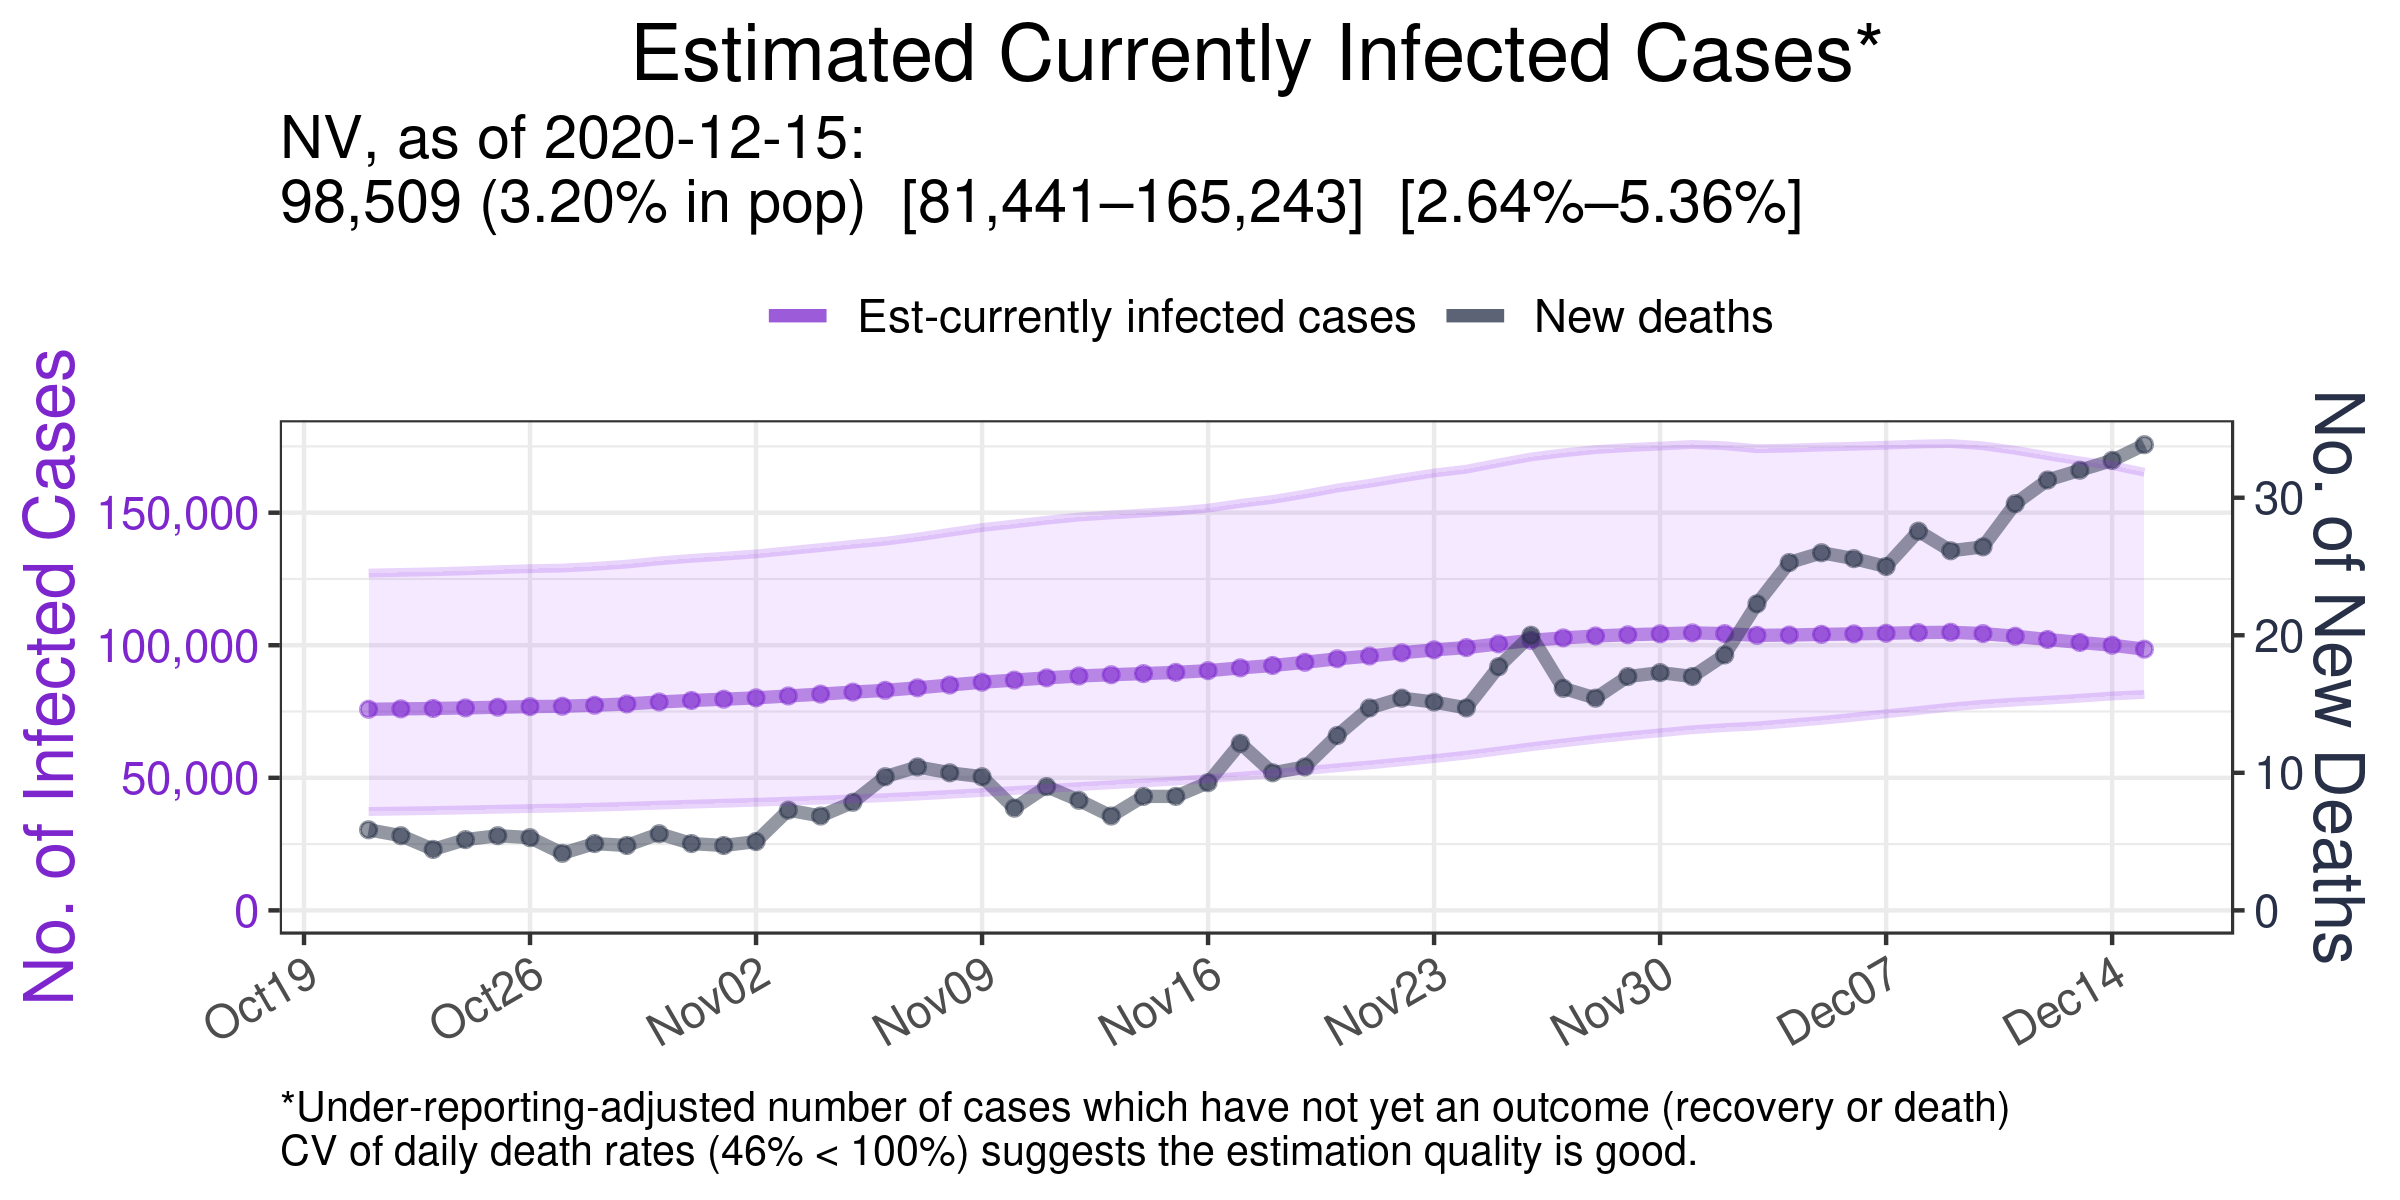 Estimated Currently Infected Cases*
NV, as of 2020-12-15:
98,509 (3.20% in pop)  [81,441–165,243]  [2.64%–5.36%]
Est-currently infected cases
New deaths
No. of Infected Cases
150,000
100,000
50,000
0
30
20
10
0
No. of New Deaths
Oct19
Oct26
Nov02
Nov09
Nov16
Nov23
Nov30
Dec07
Dec14
*Under-reporting-adjusted number of cases which have not yet an outcome (recovery or death)
CV of daily death rates (46% < 100%) suggests the estimation quality is good.